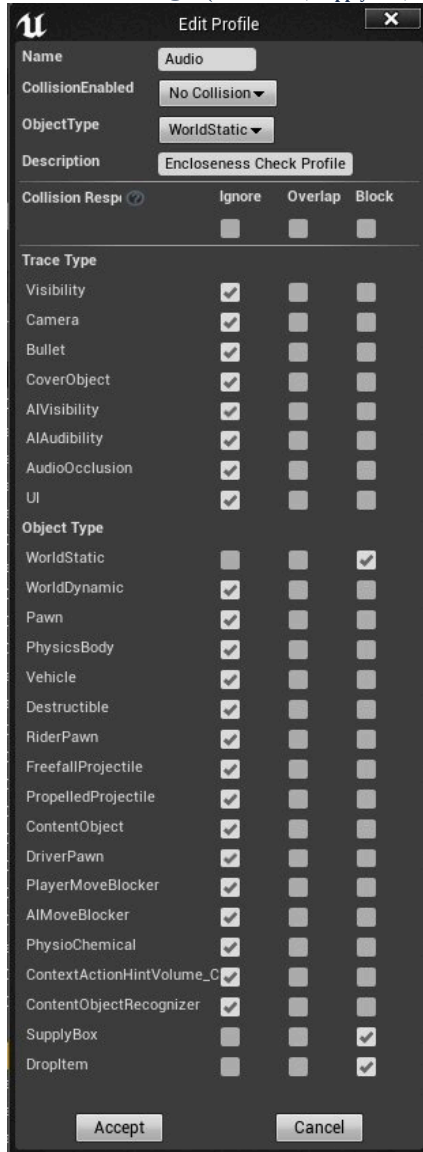 Edit Profile
Name Audio
CollisionEnabled No Collision
ObjectType WorldStatic
Description Encloseness Check Profile
Collision Resp Ignore Overlap Block
Trace Type
Visibility
Camera
Bullet
CoverObject
AIVisibility
AIAudibility
AudioOcclusion
UI
Object Type
WorldStatic
WorldDynamic
Pawn
PhysicsBody
Vehicle
Destructible
RiderPawn
FreefallProjectile
PropelledProjectile
ContentObject
DriverPawn
PlayerMoveBlocker
AIMoveBlocker
PhysioChemical
ContextActionHintVolume_C
ContentObjectRecognizer
SupplyBox
DropItem
Accept Cancel